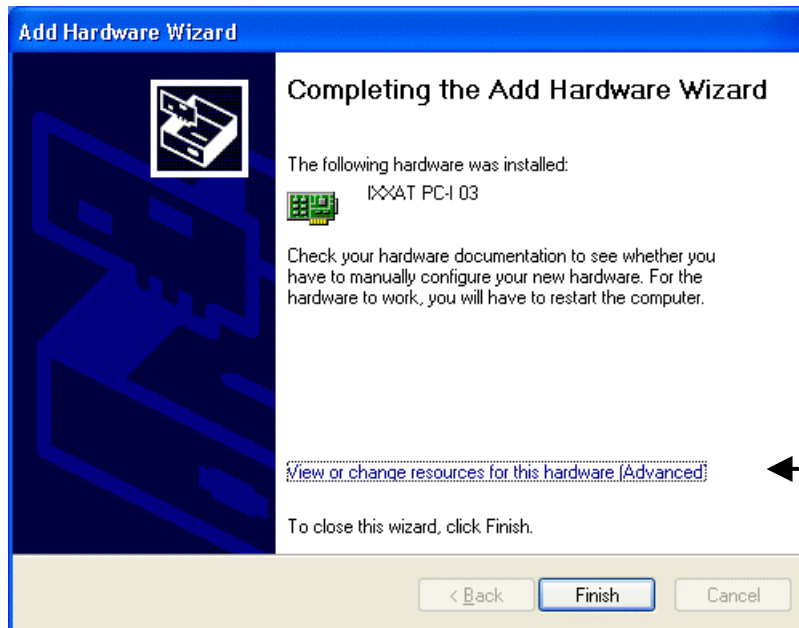 Add Hardware Wizard
Completing the Add Hardware Wizard
The following hardware was installed:
IXXAT PC-I 03
Check your hardware documentation to see whether you
have to manually configure your new hardware. For the
hardware to work, you will have to restart the computer.
View or change resources for this hardware (Advanced)
To close this wizard, click Finish.
< Back Finish Cancel